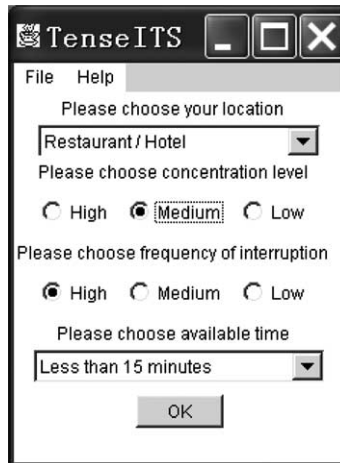 TenseITS
File Help
Please choose your location
Restaurant / Hotel
Please choose concentration level
High Medium Low
Please choose frequency of interruption
High Medium Low
Please choose available time
Less than 15 minutes
OK